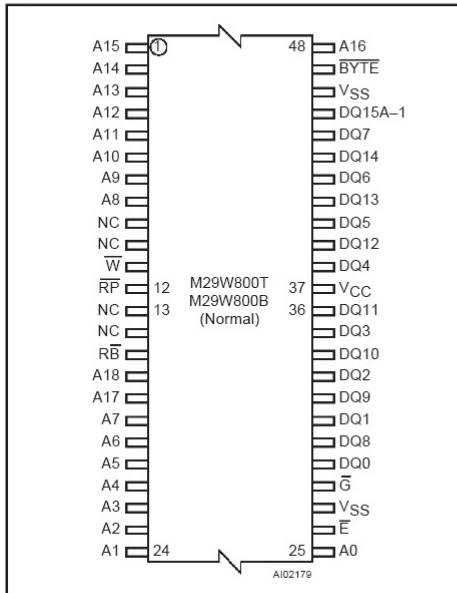 A15 1 48 A16
A14 B̅Y̅T̅E̅
A13 VSS
A12 DQ15A–1
A11 DQ7
A10 DQ14
A9 DQ6
A8 DQ13
NC DQ5
NC DQ12
W̅ DQ4
R̅P̅ 12 M29W800T 37 VCC
NC 13 M29W800B 36 DQ11
(Normal)
NC DQ3
RB̅ DQ10
A18 DQ2
A17 DQ9
A7 DQ1
A6 DQ8
A5 DQ0
A4 G̅
A3 VSS
A2 E̅
A1 24 25 A0
AI02179